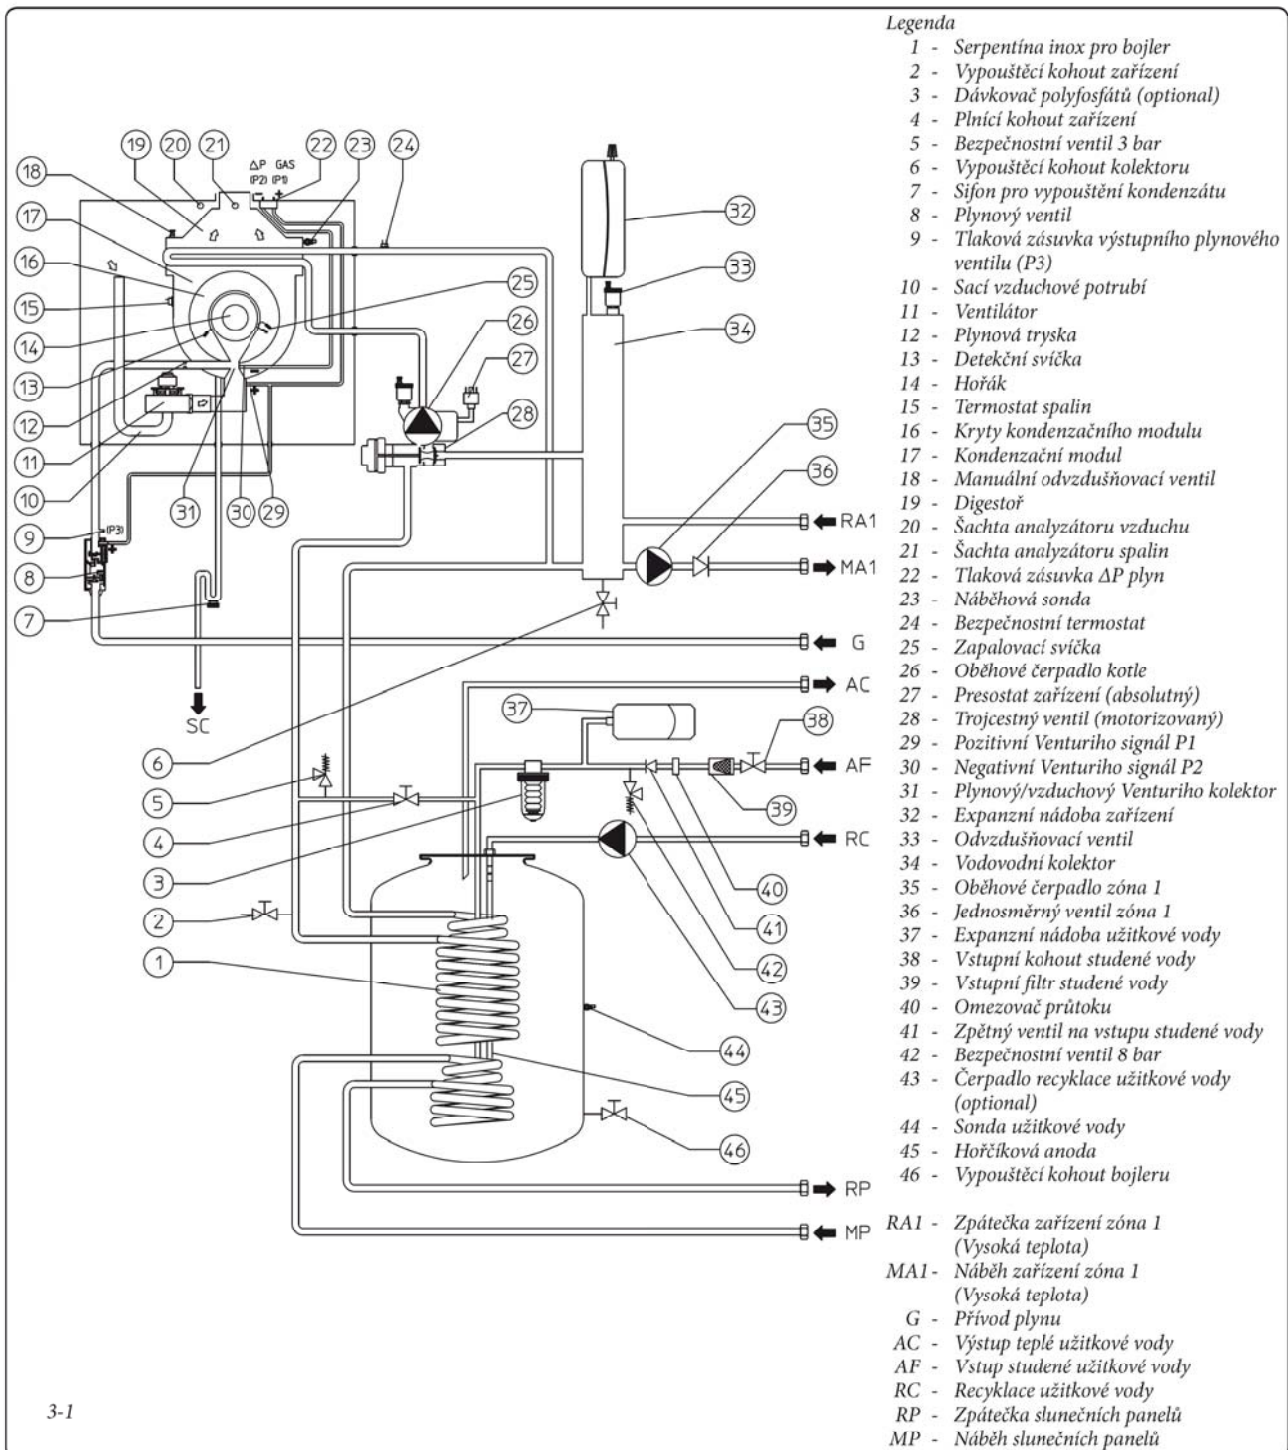 Legenda
1 - Serpentína inox pro bojler
2 - Vypouštěcí kohout zařízení
3 - Dávkovač polyfosfátů (optional)
4 - Plnící kohout zařízení
5 - Bezpečnostní ventil 3 bar
6 - Vypouštěcí kohout kolektoru
7 - Sifon pro vypouštění kondenzátu
8 - Plynový ventil
9 - Tlaková zásuvka výstupního plynového
ventilu (P3)
10 - Sací vzduchové potrubí
11 - Ventilátor
12 - Plynová tryska
13 - Detekční svíčka
14 - Hořák
15 - Termostat spalin
16 - Kryty kondenzačního modulu
17 - Kondenzační modul
18 - Manuální odvzdušňovací ventil
19 - Digestoř
20 - Šachta analyzátoru vzduchu
21 - Šachta analyzátoru spalin
22 - Tlaková zásuvka ΔP plyn
23 - Náběhová sonda
24 - Bezpečnostní termostat
25 - Zapalovací svíčka
26 - Oběhové čerpadlo kotle
27 - Presostat zařízení (absolutný)
28 - Trojcestný ventil (motorizovaný)
29 - Pozitivní Venturiho signál P1
30 - Negativní Venturiho signál P2
31 - Plynový/vzduchový Venturiho kolektor
32 - Expanzní nádoba zařízení
33 - Odvzdušňovací ventil
34 - Vodovodní kolektor
35 - Oběhové čerpadlo zóna 1
36 - Jednosměrný ventil zóna 1
37 - Expanzní nádoba užitkové vody
38 - Vstupní kohout studené vody
39 - Vstupní filtr studené vody
40 - Omezovač průtoku
41 - Zpětný ventil na vstupu studené vody
42 - Bezpečnostní ventil 8 bar
43 - Čerpadlo recyklace užitkové vody
(optional)
44 - Sonda užitkové vody
45 - Hořčíková anoda
46 - Vypouštěcí kohout bojleru
RA1 - Zpátečka zařízení zóna 1
(Vysoká teplota)
MA1 - Náběh zařízení zóna 1
(Vysoká teplota)
G - Přívod plynu
AC - Výstup teplé užitkové vody
AF - Vstup studené užitkové vody
RC - Recyklace užitkové vody
RP - Zpátečka slunečních panelů
MP - Náběh slunečních panelů
19 20 21 22 23 24
ΔP GAS
(P2) (P1)
- +
18
17
16
15
14
13
12
11
10
9
(P3)
+
8
7
25
26
27
28
- +
31 30 29
32
33
34
35
36
RA1
MA1
G
AC
SC
37
38
6
AF
5
39
RC
4
3
40
2
41
1
42
43
44
45
46
RP
MP
3-1